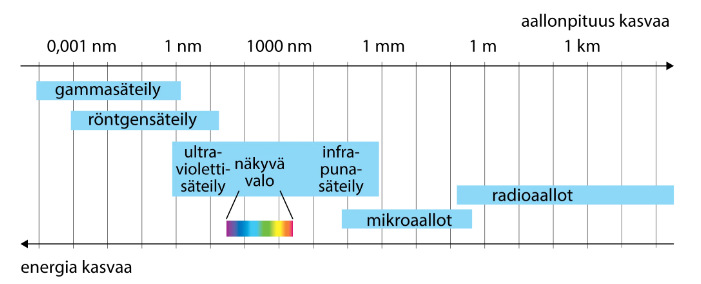 aallonpituus kasvaa
0,001 nm 1 nm 1000 nm 1 mm 1 m 1 km
gammasäteily
röntgensäteily
ultra-
violetti-
säteily
näkyvä
valo
infra-
puna-
säteily
radioaallot
mikroaallot
energia kasvaa